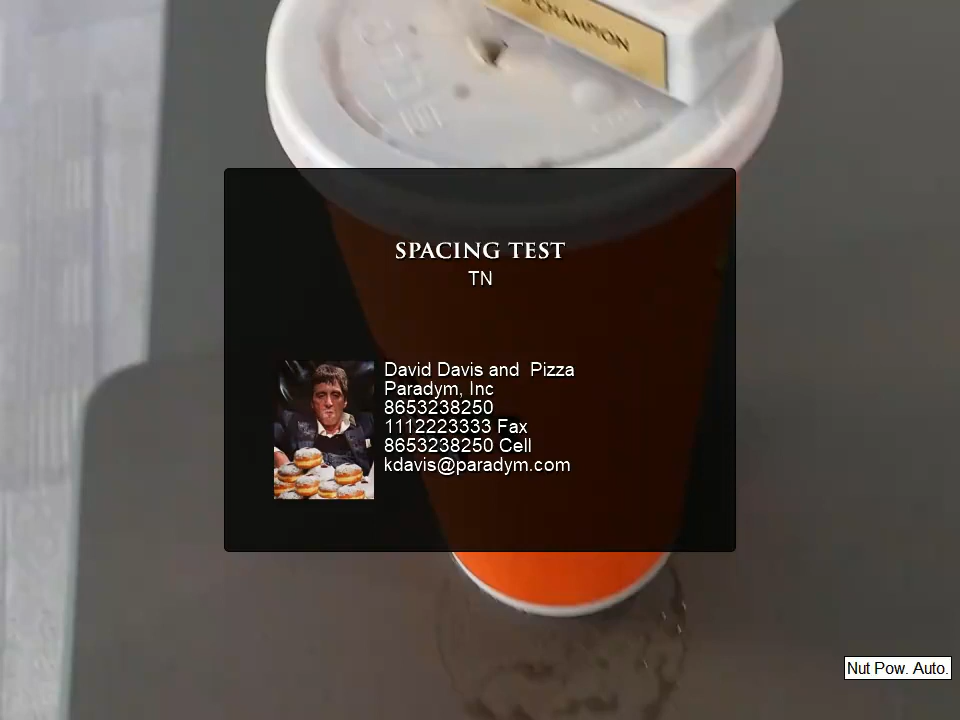 CHAMPION
SPACING TEST
TN
David Davis and  Pizza
Paradym, Inc
8653238250
1112223333 Fax
8653238250 Cell
kdavis@paradym.com
Nut Pow. Auto.